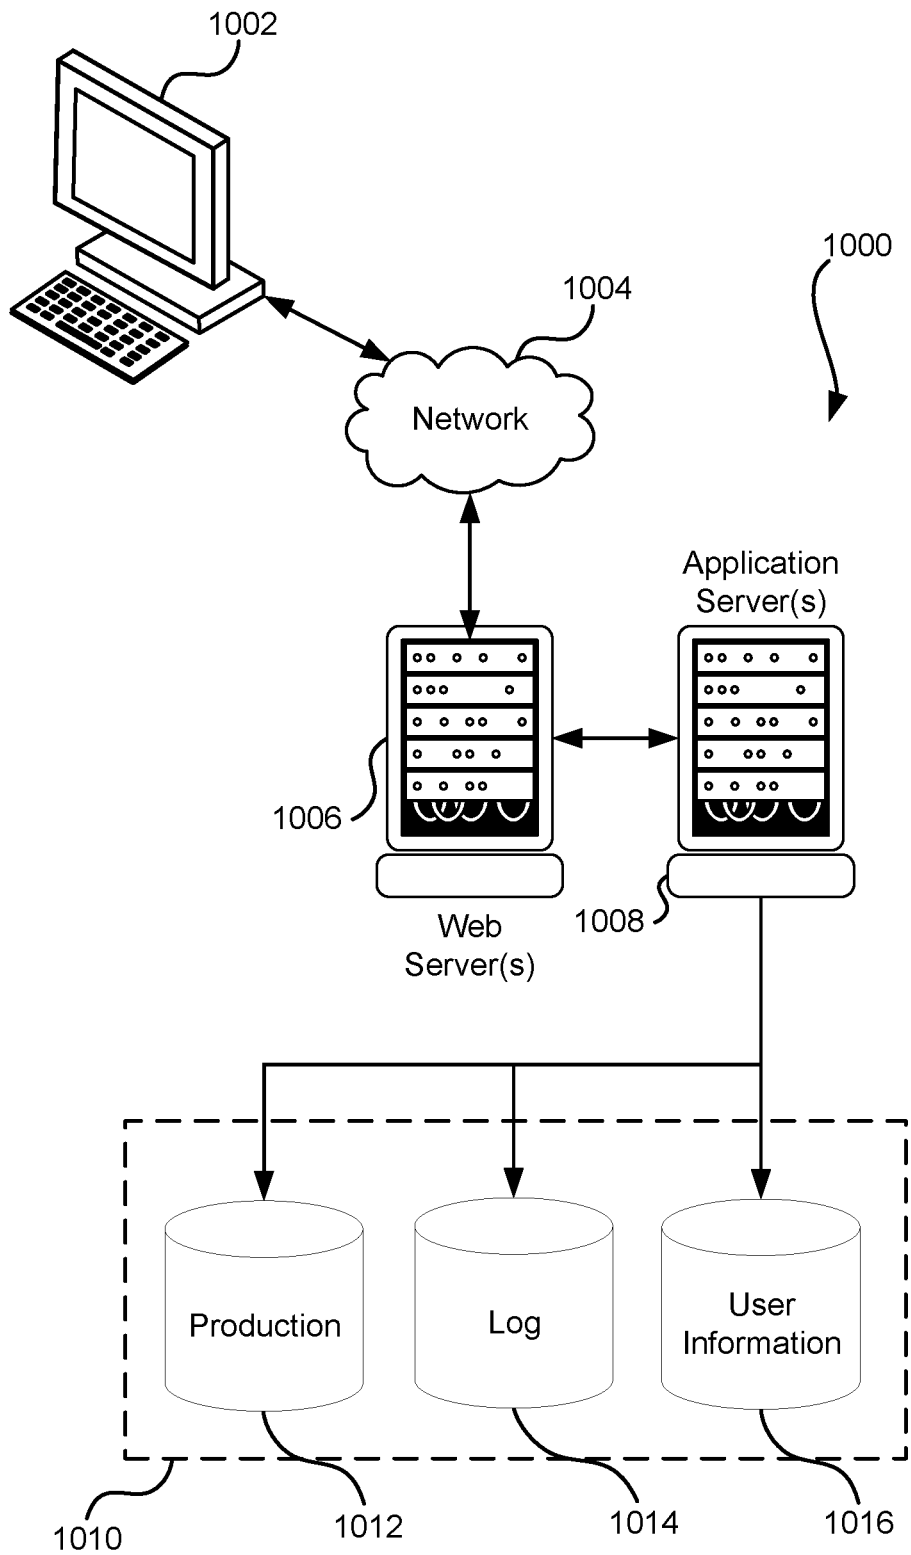 1002
1000
1004
Network
Application
Server(s)
1006
1008
Web
Server(s)
Production
Log
User
Information
1010
1012
1014
1016